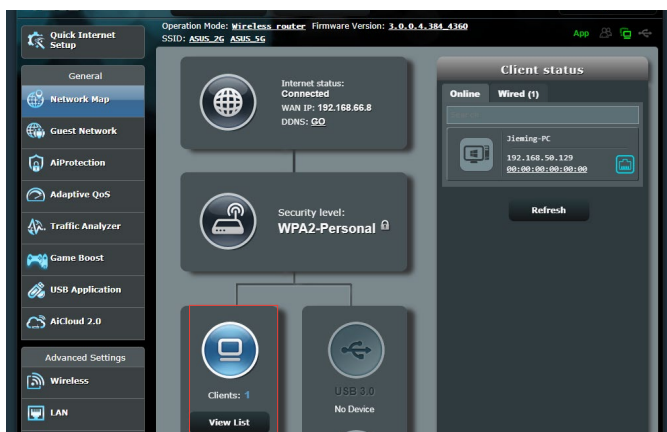 Quick Internet
Setup
General
Network Map
Guest Network
AiProtection
Adaptive QoS
Traffic Analyzer
Game Boost
USB Application
AiCloud 2.0
Advanced Settings
Wireless
LAN
Operation Mode: Wireless router Firmware Version: 3.0.0.4.384_4360
SSID: ASUS_2G ASUS_5G
App
Internet status:
Connected
WAN IP: 192.168.66.8
DDNS: GO
Security level:
WPA2-Personal
Clients: 1
View List
USB 3.0
No Device
Client status
Online Wired (1)
Jieming-PC
192.168.50.129
00:00:00:00:00:00
Refresh